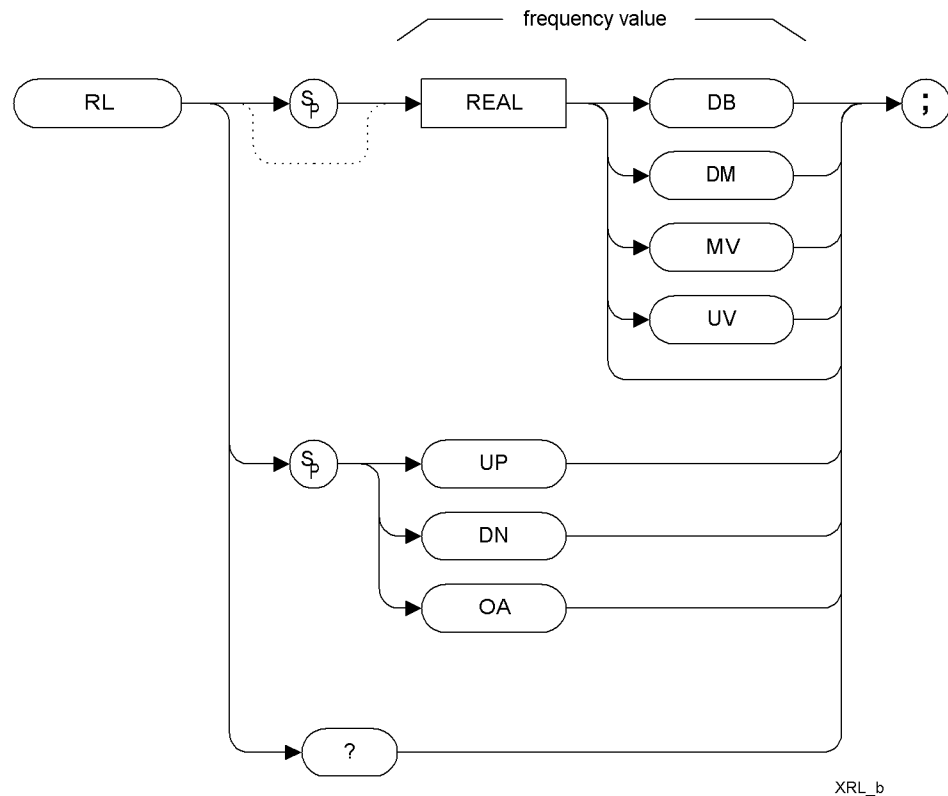 frequency value
RL
SP
REAL
DB
;
DM
MV
UV
SP
UP
DN
OA
?
XRL_b